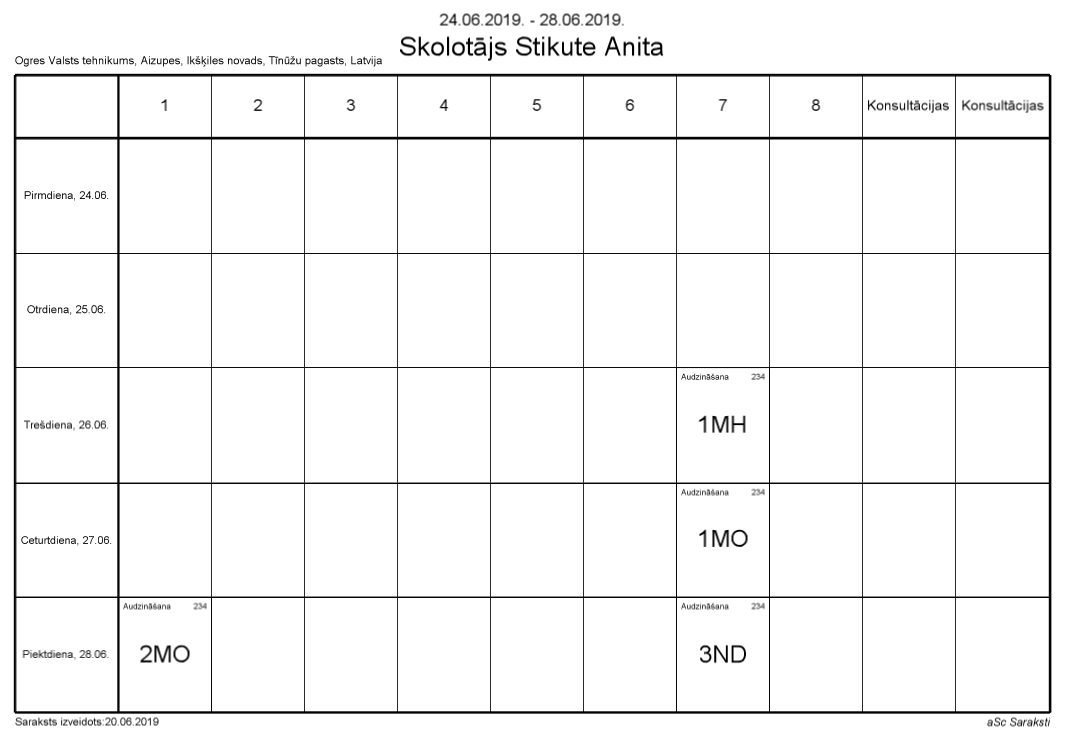 24.06.2019. - 28.06.2019.
Skolotājs Stikute Anita
Ogres Valsts tehnikums, Aizupes, Ikšķiles novads, Tīnūžu pagasts, Latvija
1 2 3 4 5 6 7 8 Konsultācijas Konsultācijas
Pirmdiena, 24.06.
Otrdiena, 25.06.
Audzināšana 234
Trešdiena, 26.06. 1MH
Audzināšana 234
Ceturtdiena, 27.06. 1MO
Audzināšana 234 Audzināšana 234
Piektdiena, 28.06. 2MO 3ND
Saraksts izveidots:20.06.2019 aSc Saraksti